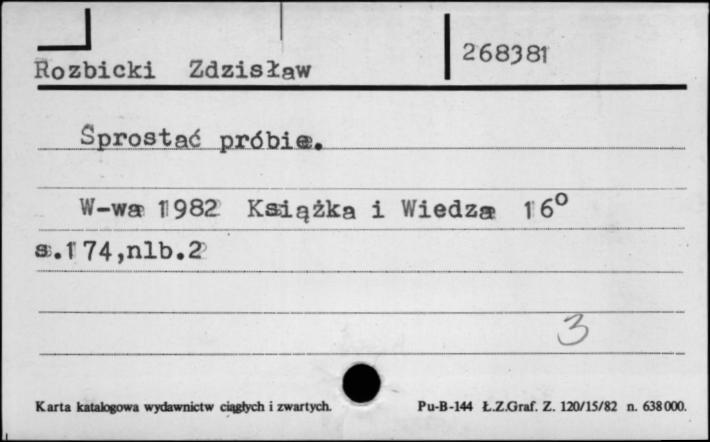 Rozbicki Zdzisław 268381
Sprostać próbie.
W-wa 1982 Książka i Wiedza 16°
s.174,nlb.2
3
Karta katalogowa wydawnictw ciągłych i zwartych. Pu-B-144 Ł.Z.Graf. Z. 120/15/82 n. 638000.